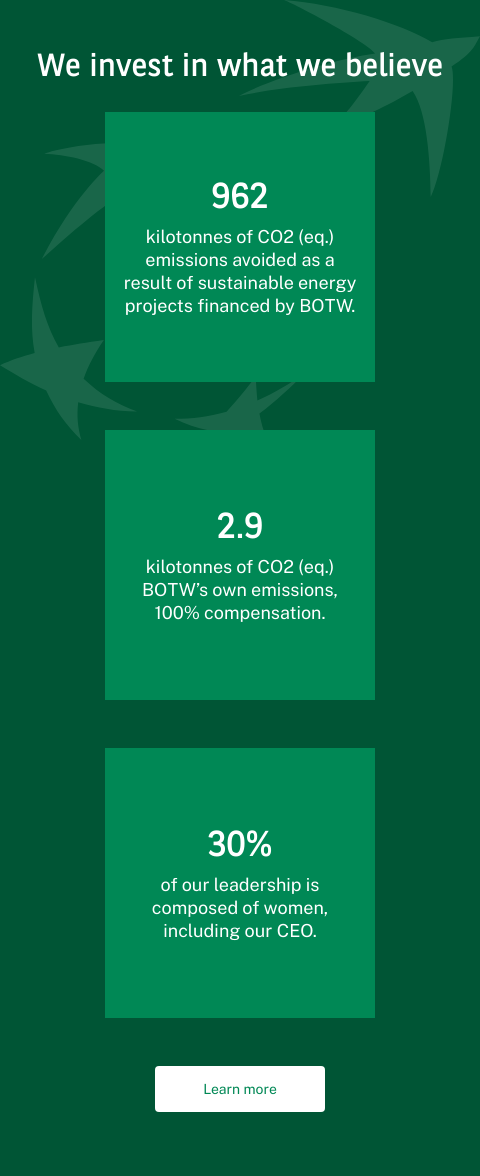 We invest in what we believe
962
kilotonnes of CO2 (eq.)
emissions avoided as a
result of sustainable energy
projects financed by BOTW.
2.9
kilotonnes of CO2 (eq.)
BOTW’s own emissions,
100% compensation.
30%
of our leadership is
composed of women,
including our CEO.
Learn more